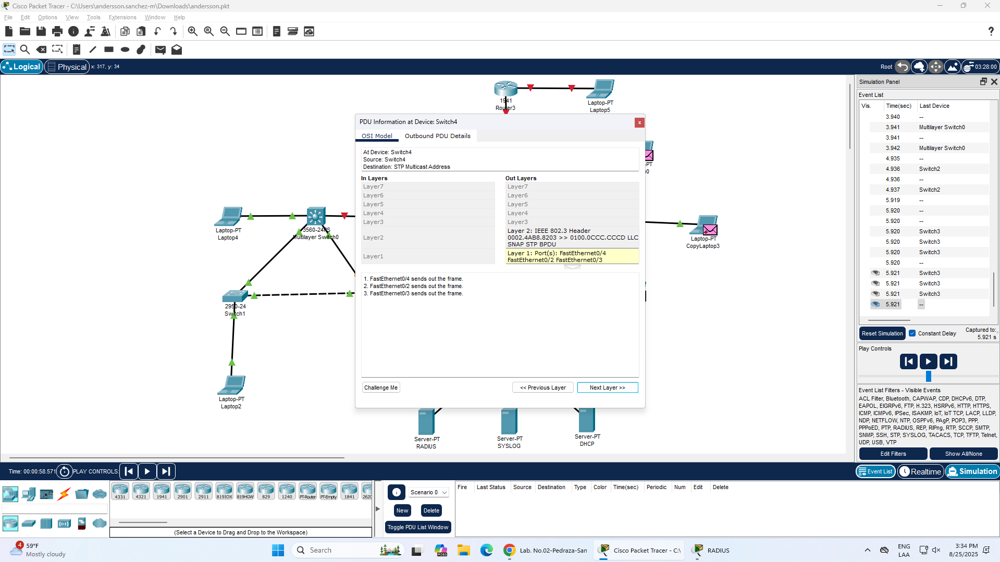 Cisco Packet Tracer - C:\Users\andersson.sanchez-m\Downloads\andersson.pkt
File Edit Options View Tools Extensions Window Help
Logical Physical x: 317, y: 34
Root 03:28:00
1941
Router3
Laptop-PT
Laptop5
Laptop-PT
Laptop4
3560-24PS
Multilayer Switch0
2950-24
Switch1
Laptop-PT
Laptop2
Laptop-PT
CopyLaptop3
Server-PT
RADIUS
Server-PT
SYSLOG
Server-PT
DHCP
PDU Information at Device: Switch4
OSI Model Outbound PDU Details
At Device: Switch4
Source: Switch4
Destination: STP Multicast Address
In Layers
Layer7
Layer6
Layer5
Layer4
Layer3
Layer2
Layer1
Out Layers
Layer7
Layer6
Layer5
Layer4
Layer3
Layer 2: IEEE 802.3 Header
0002.4AB8.8203 >> 0100.0CCC.CCCD LLC
SNAP STP BPDU
Layer 1: Port(s): FastEthernet0/4
FastEthernet0/2 FastEthernet0/3
1. FastEthernet0/4 sends out the frame.
2. FastEthernet0/2 sends out the frame.
3. FastEthernet0/3 sends out the frame.
Challenge Me << Previous Layer Next Layer >>
Simulation Panel
Event List
Vis. Time(sec) Last Device
3.940 --
3.941 Multilayer Switch0
3.941 --
3.942 Multilayer Switch0
4.935 --
4.936 Switch2
4.936 --
4.937 Switch2
5.919 --
5.920 --
5.920 --
5.920 Switch3
5.920 Switch3
5.920 Switch3
5.920 --
5.921 Switch3
5.921 Switch3
5.921 Switch3
5.921 --
Reset Simulation Constant Delay Captured to:
5.921 s
Play Controls
Event List Filters - Visible Events
ACL Filter, Bluetooth, CAPWAP, CDP, DHCPv6, DTP,
EAPOL, EIGRPv6, FTP, H.323, HSRPv6, HTTP, HTTPS,
ICMP, ICMPv6, IPSec, ISAKMP, IoT, IoT TCP, LACP, LLDP,
NDP, NETFLOW, NTP, OSPFv6, PAgP, POP3, PPP,
PPPoED, PTP, RADIUS, REP, RIPng, RTP, SCCP, SMTP,
SNMP, SSH, STP, SYSLOG, TACACS, TCP, TFTP, Telnet,
UDP, USB, VTP
Edit Filters Show All/None
Time: 00:00:58.571 PLAY CONTROLS:
Event List Realtime Simulation
4331 4321 1941 2901 2911 819IOX 819HGW 829 1240 PT-Router PT-Empty 1841 2620
(Select a Device to Drag and Drop to the Workspace)
Scenario 0
New Delete
Toggle PDU List Window
Fire Last Status Source Destination Type Color Time(sec) Periodic Num Edit Delete
4
59°F
Mostly cloudy
Search
M365
Lab. No.02-Pedraza-San
Cisco Packet Tracer - C:\
RADIUS
ENG
LAA
3:34 PM
8/25/2025